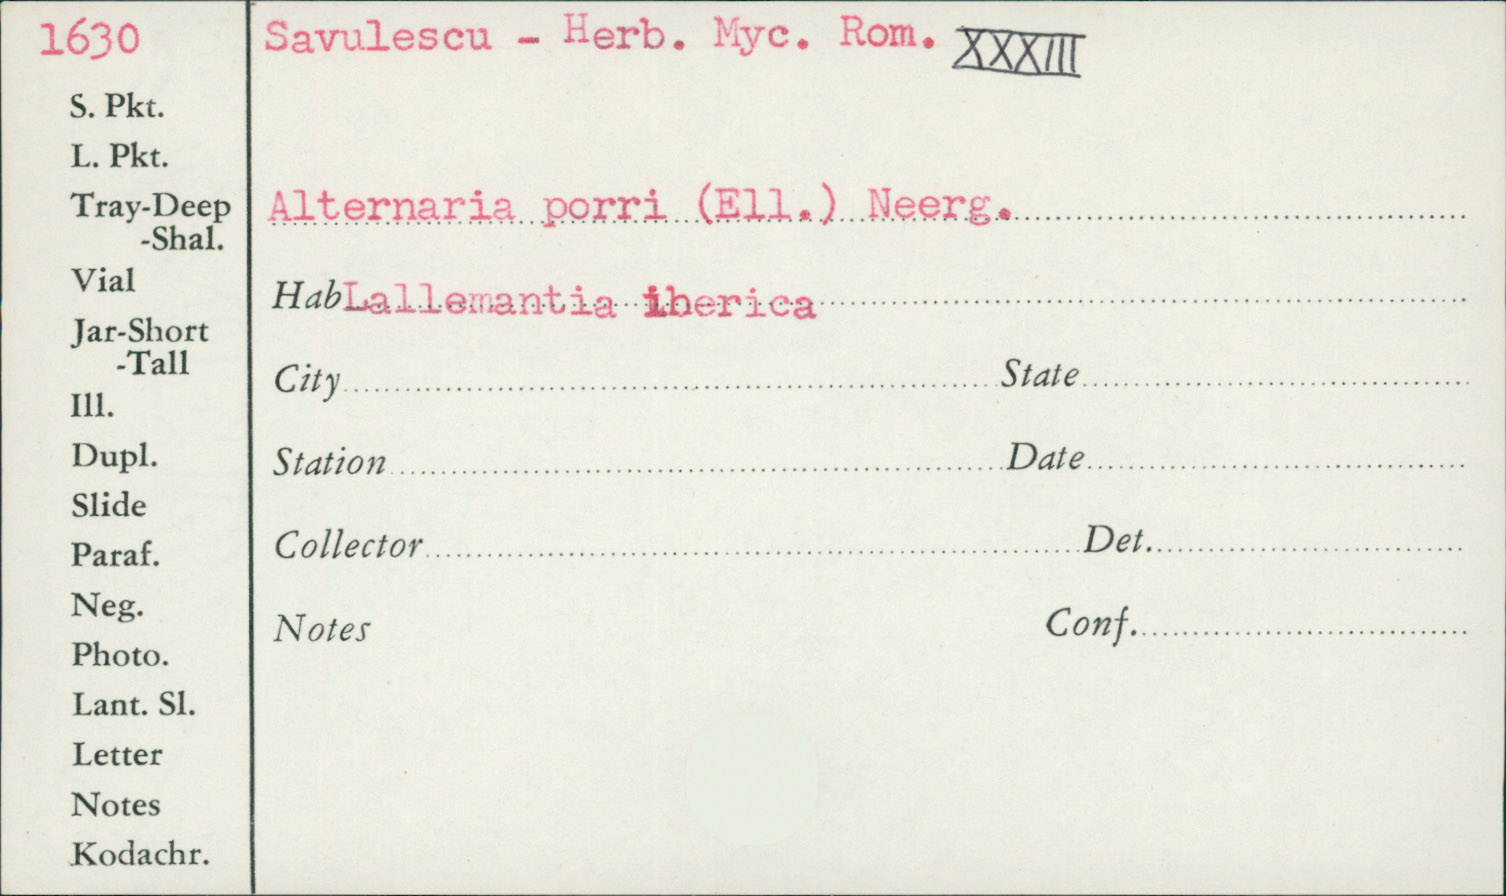 1630
Savulescu - Herb. Myc. Rom. XXXIII
S. Pkt.
L. Pkt.
Tray-Deep
-Shal.
Vial
Jar-Short
-Tall
Ill.
Dupl.
Slide
Paraf.
Neg.
Photo.
Lant. Sl.
Letter
Notes
Kodachr.
Alternaria porri (Ell.) Neerg.
Hab Lallemantia iberica
City State
Station Date
Collector Det.
Notes Conf.